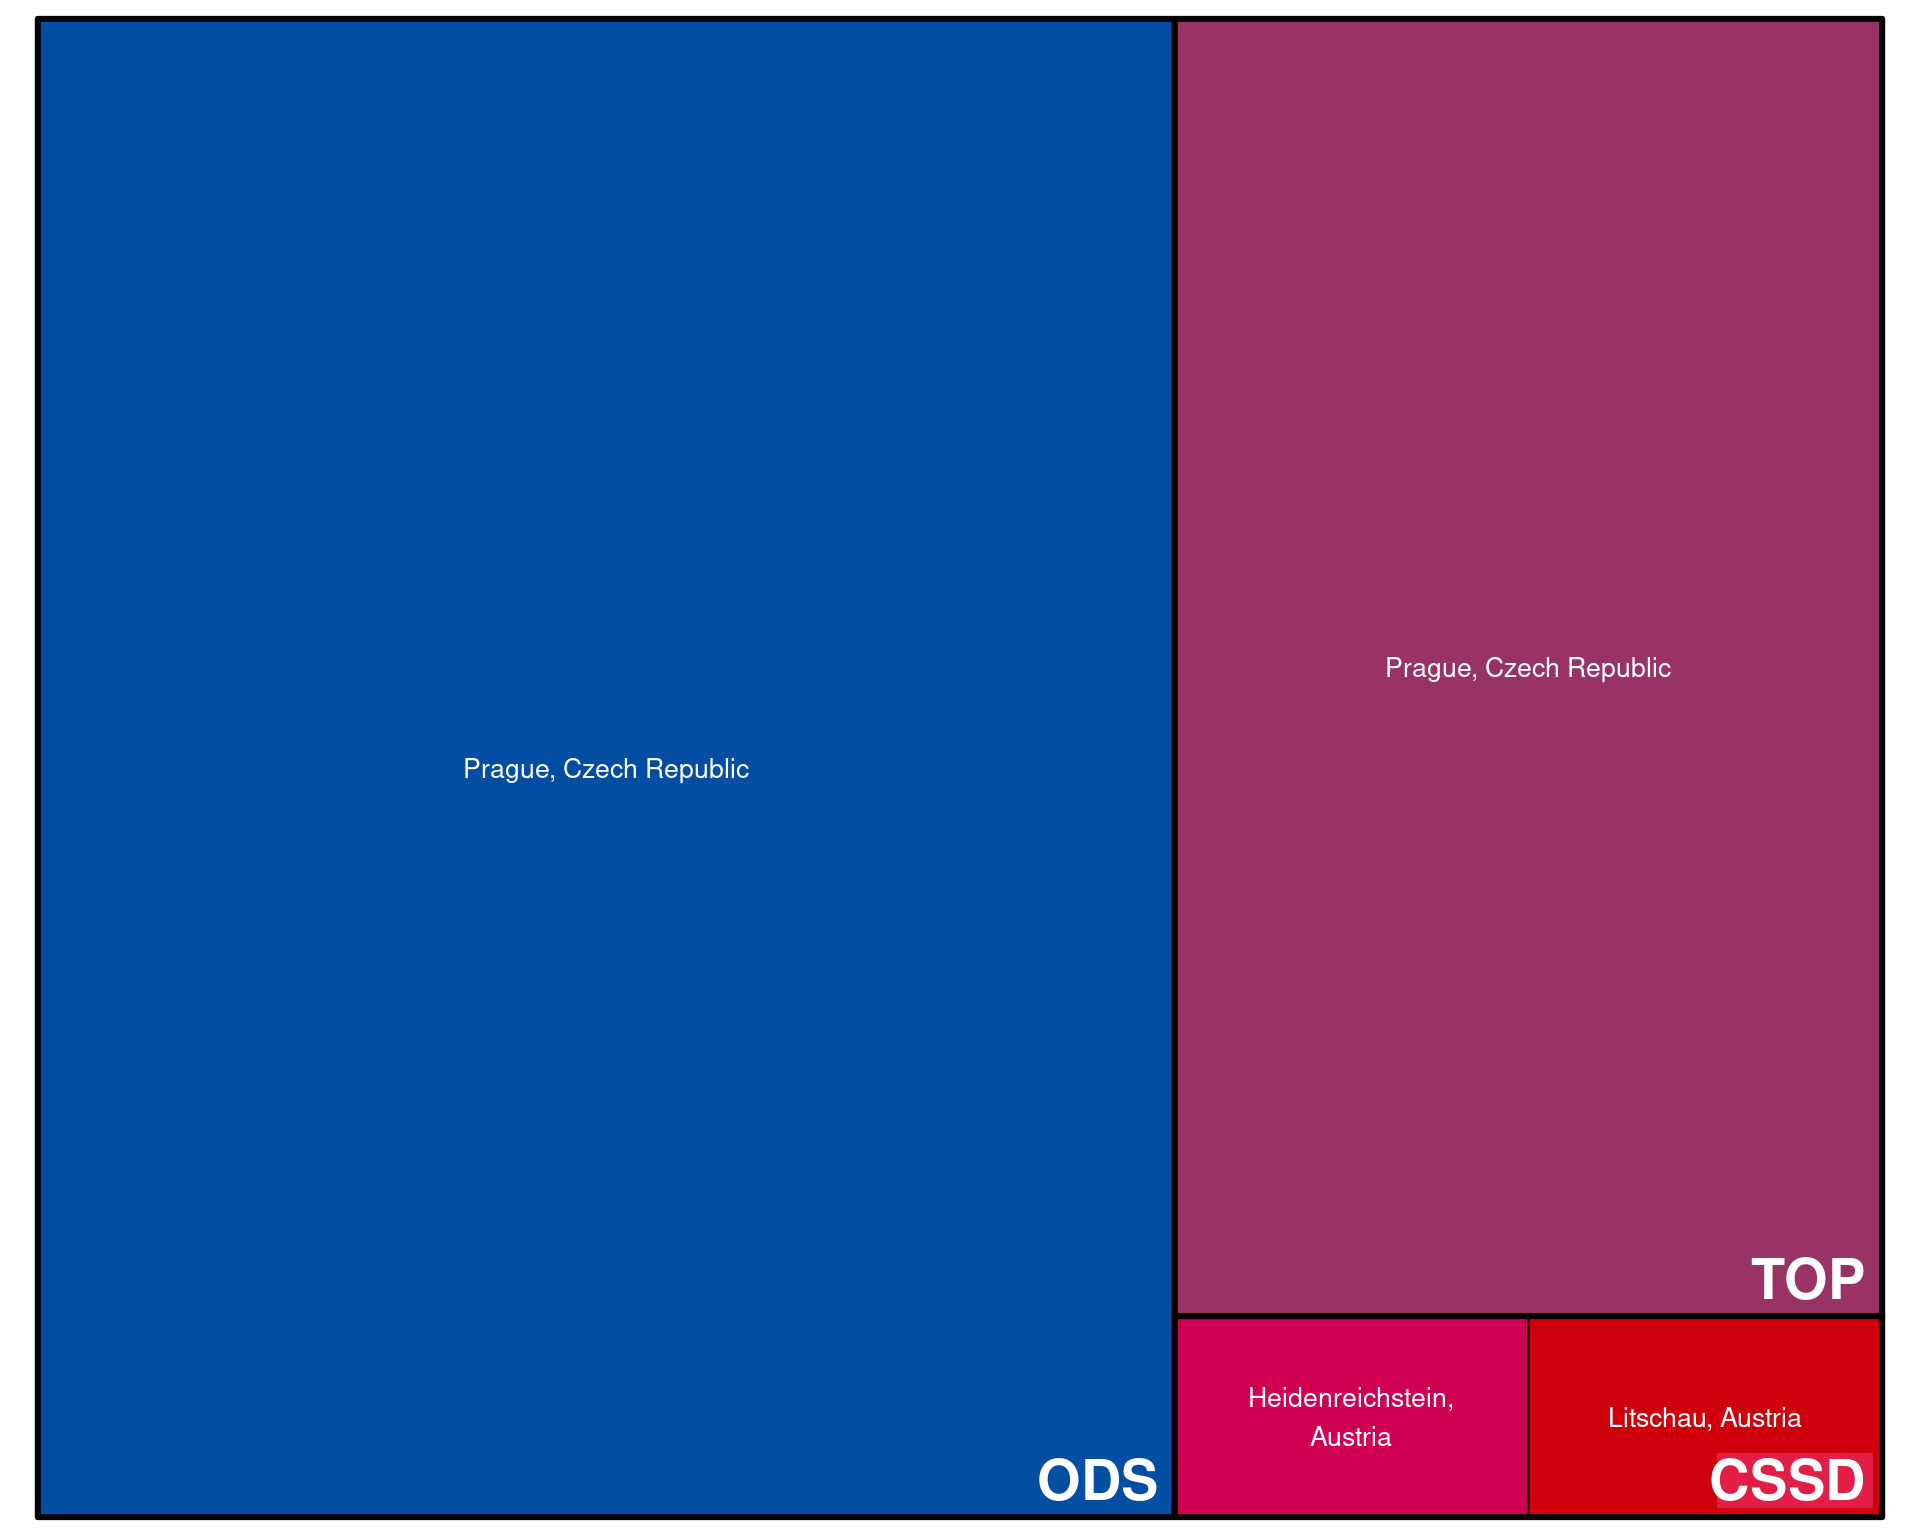 Prague, Czech Republic
ODS
Prague, Czech Republic
TOP
Heidenreichstein,
Austria
Litschau, Austria
CSSD